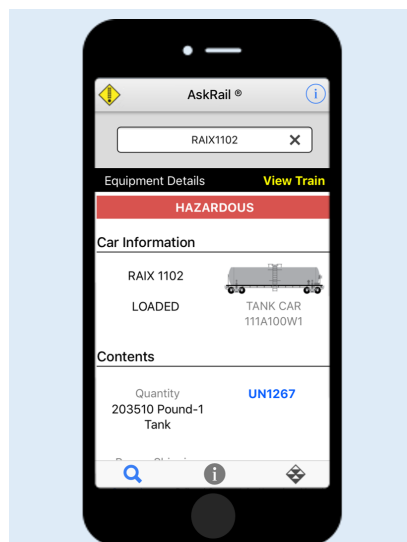 AskRail ®
RAIX1102
Equipment Details View Train
HAZARDOUS
Car Information
RAIX 1102
LOADED
TANK CAR
111A100W1
Contents
Quantity
203510 Pound-1
Tank
UN1267